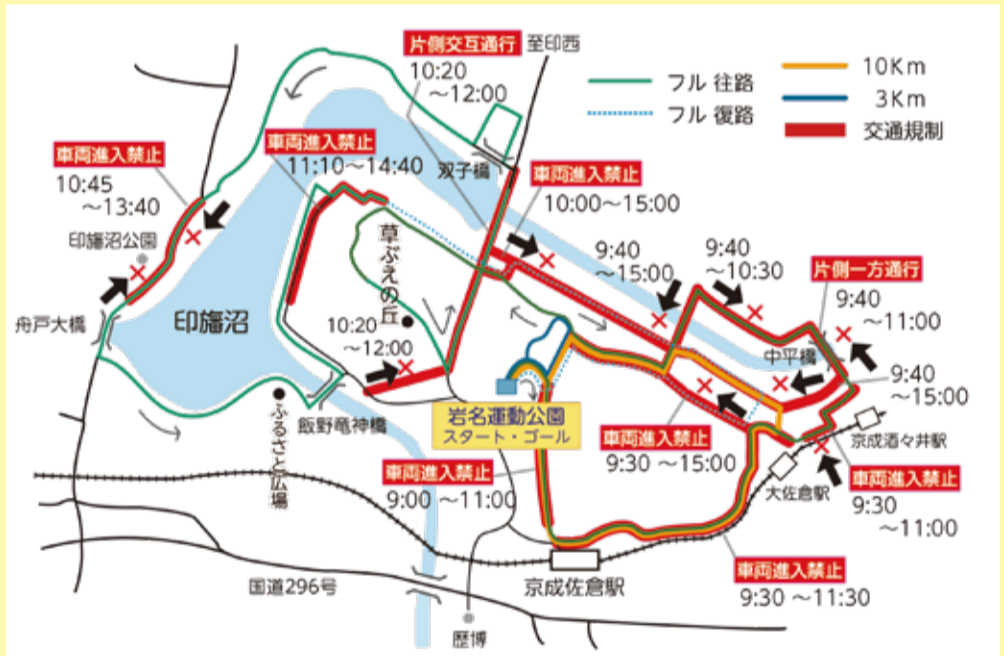 片側交互通行
至印西
10:20
～12:00
フル 往路
フル 復路
10Km
3Km
交通規制
車両進入禁止
10:45
～13:40
車両進入禁止
11:10～14:40
双子橋
車両進入禁止
10:00～15:00
印旛沼公園
9:40
～15:00
9:40
～10:30
片側一方通行
9:40
～11:00
草ぶえの丘
舟戸大橋
印旛沼
10:20
～12:00
中平橋
9:40
～15:00
飯野竜神橋
ふるさと広場
岩名運動公園
スタート・ゴール
車両進入禁止
9:30 ～15:00
京成酒々井駅
大佐倉駅
車両進入禁止
9:00 ～11:00
車両進入禁止
9:30
～11:00
車両進入禁止
9:30 ～11:30
京成佐倉駅
国道296号
歴博